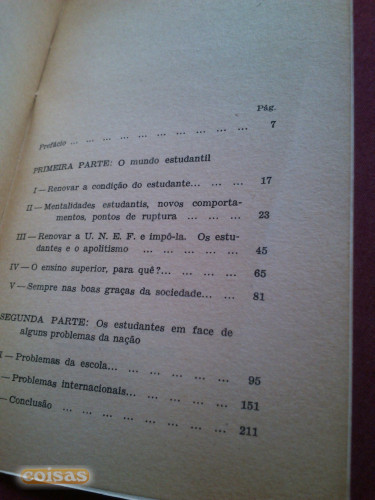 Pág.
Prefácio ... ... ... ... ... ... ... ... ... ... 7
PRIMEIRA PARTE: O mundo estudantil
I — Renovar a condição do estudante... ... ... 17
II — Mentalidades estudantis, novos comporta-
mentos, pontos de ruptura ... ... ... 23
III — Renovar a U. N. E. F. e impô-la. Os estu-
dantes e o apolitismo ... ... ... ... ... 45
IV — O ensino superior, para quê?... ... ... ... 65
V — Sempre nas boas graças da sociedade... ... 81
SEGUNDA PARTE: Os estudantes em face de
alguns problemas da nação
I — Problemas da escola... ... ... ... ... ... 95
— Problemas internacionais... ... ... ... ... 151
— Conclusão ... ... ... ... ... ... ... ... 211
coisas